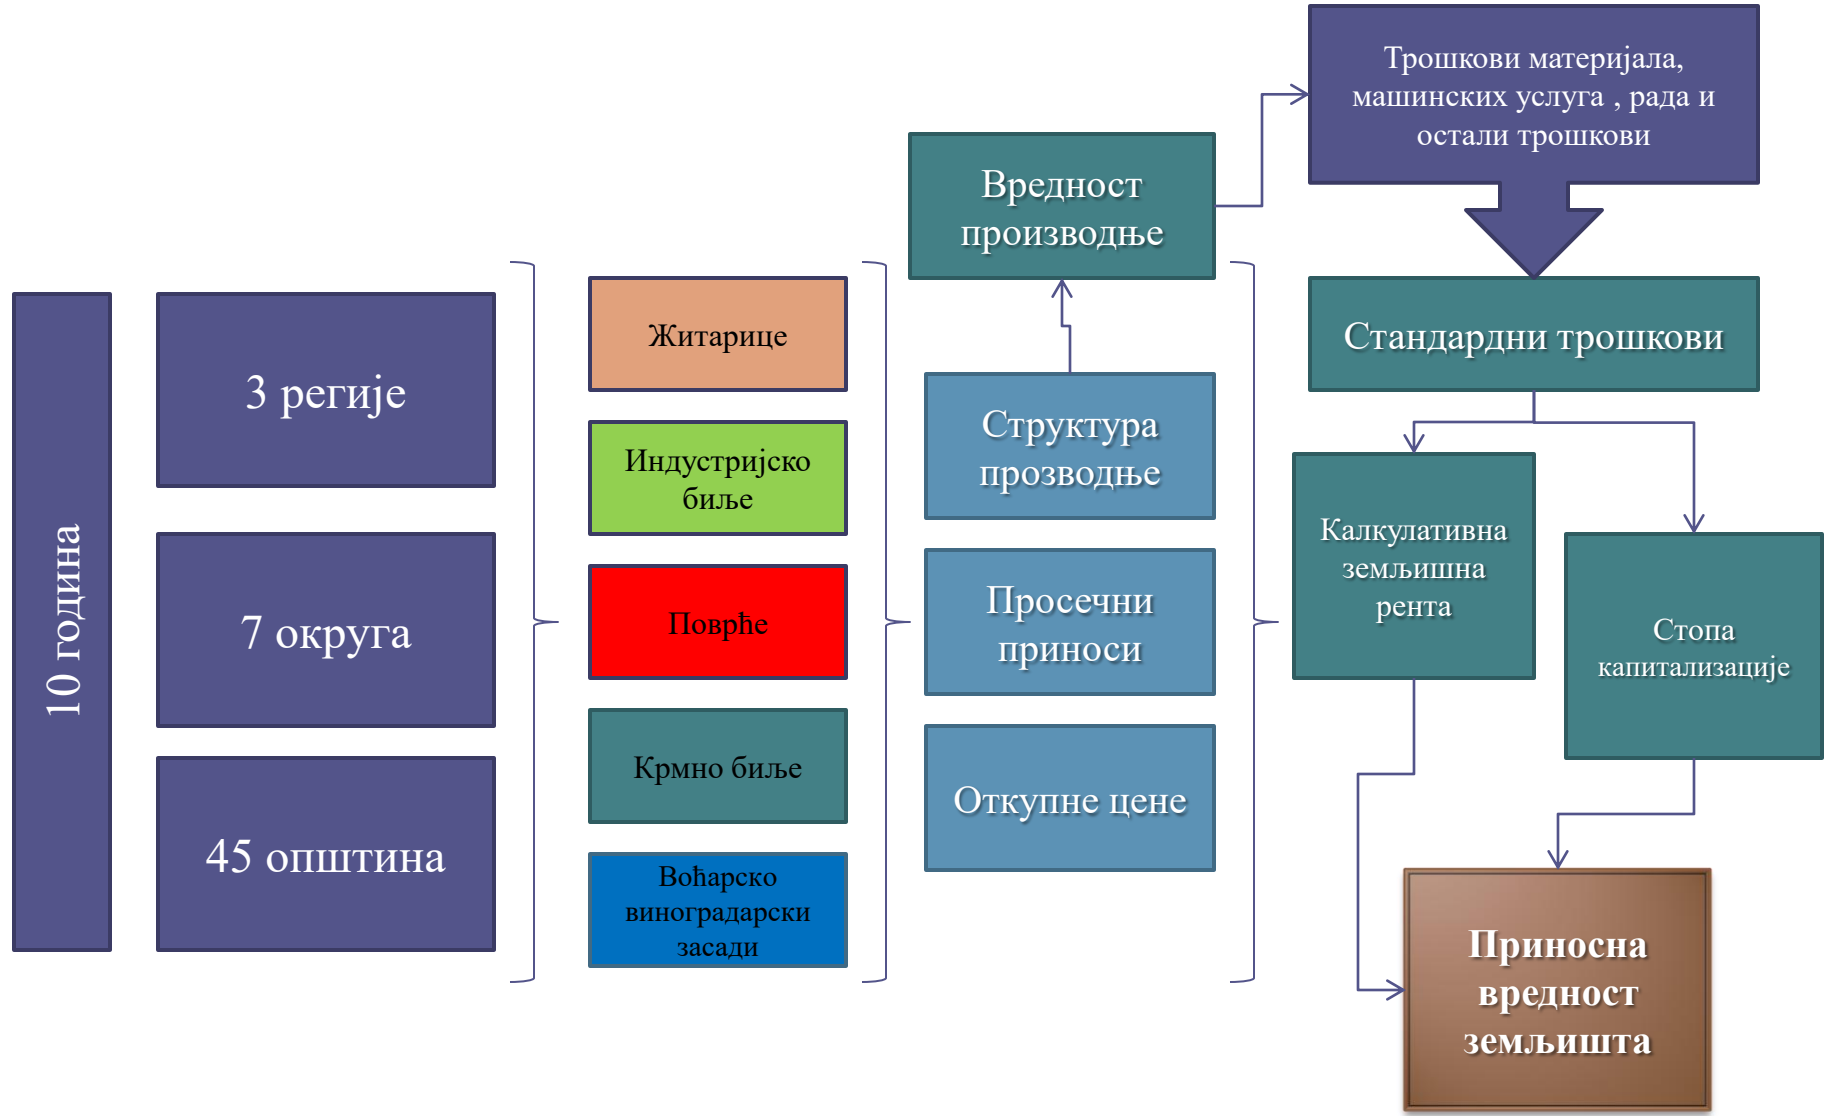 10 година
3 регије
7 округа
45 општина
Житарице
Индустријско
биље
Поврће
Крмно биље
Воћарско
виноградарски
засади
Вредност
производње
Структура
прозводње
Просечни
приноси
Откупне цене
Трошкови материјала,
машинских услуга , рада и
остали трошкови
Стандардни трошкови
Калкулативна
земљишна
рента
Стопа
капитализације
Приносна
вредност
земљишта